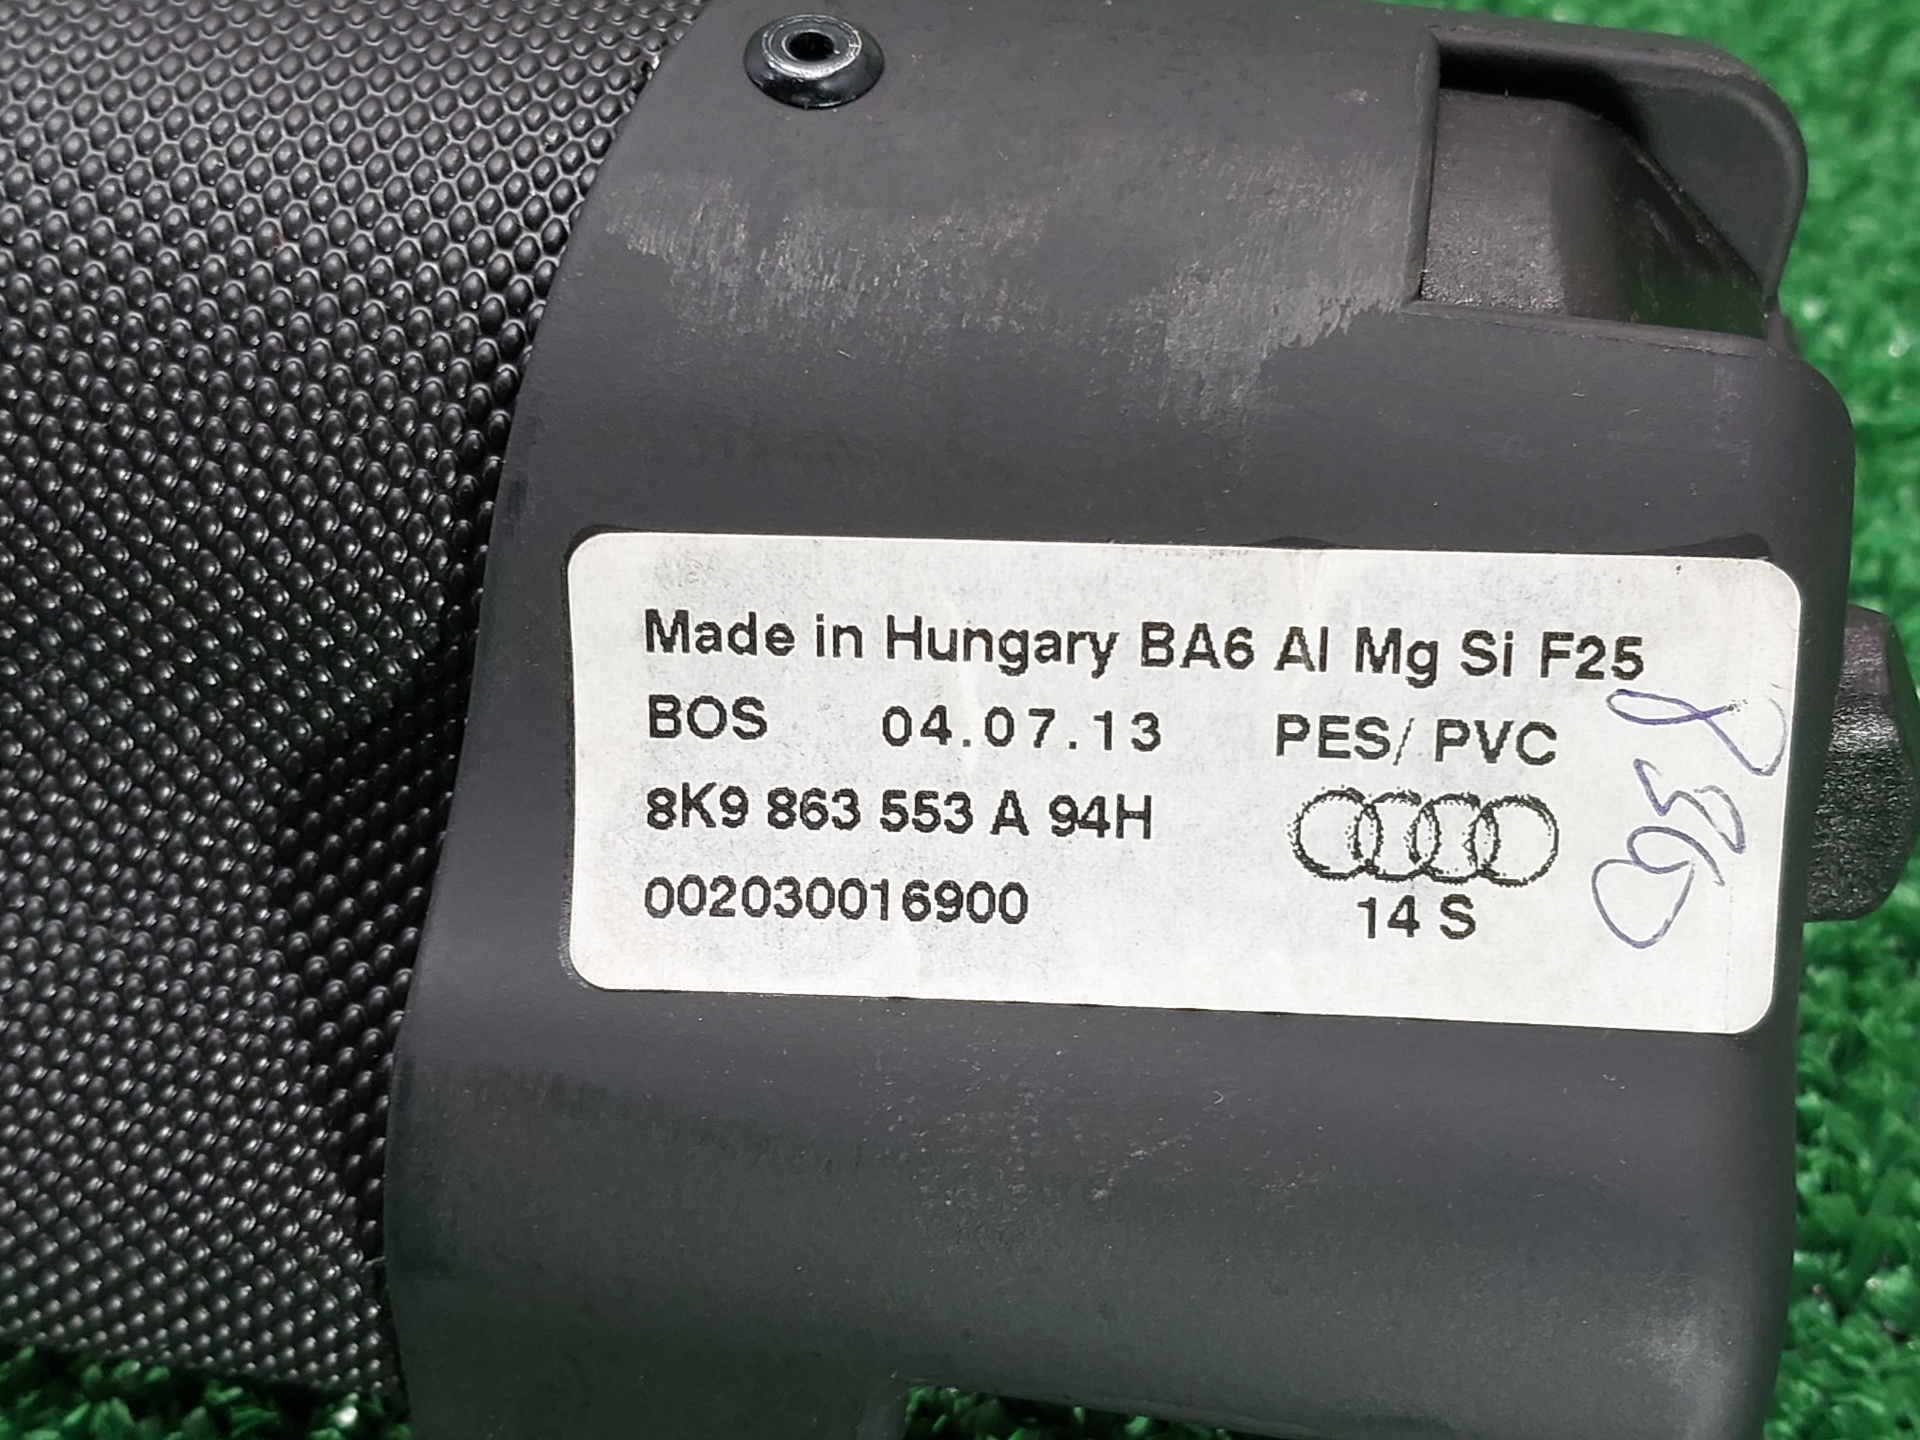 Made in Hungary BA6 Al Mg Si F25
BOS 04.07.13 PES/ PVC
8K9 863 553 A 94H
002030016900
14 S